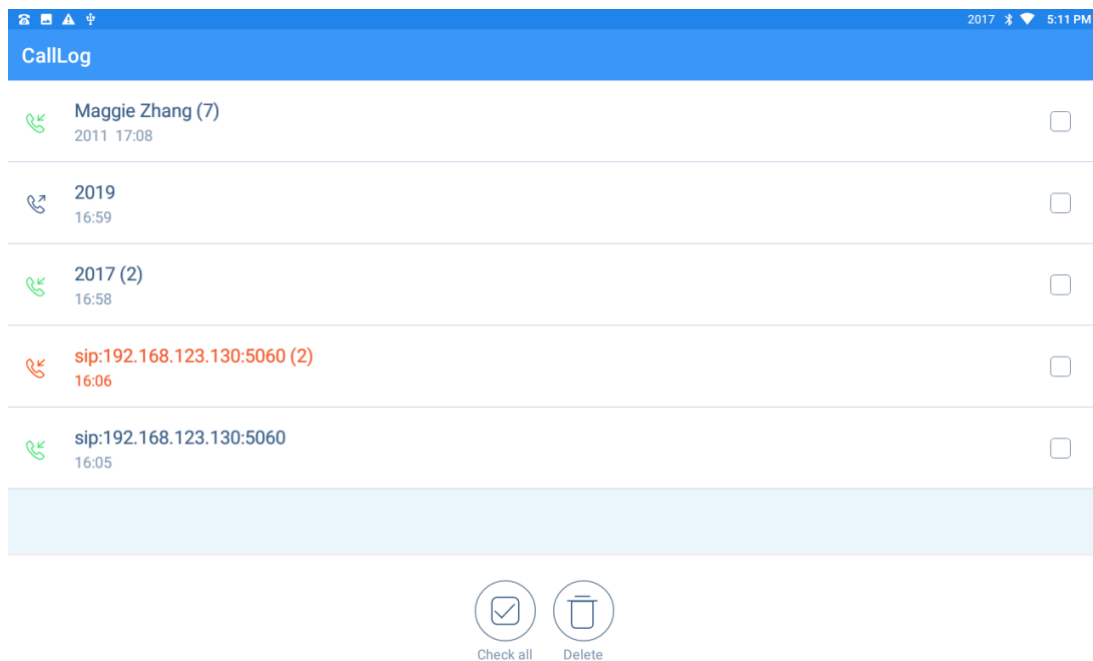 2017 5:11 PM
CallLog
Maggie Zhang (7)
2011 17:08
2019
16:59
2017 (2)
16:58
sip:192.168.123.130:5060 (2)
16:06
sip:192.168.123.130:5060
16:05
Check all Delete